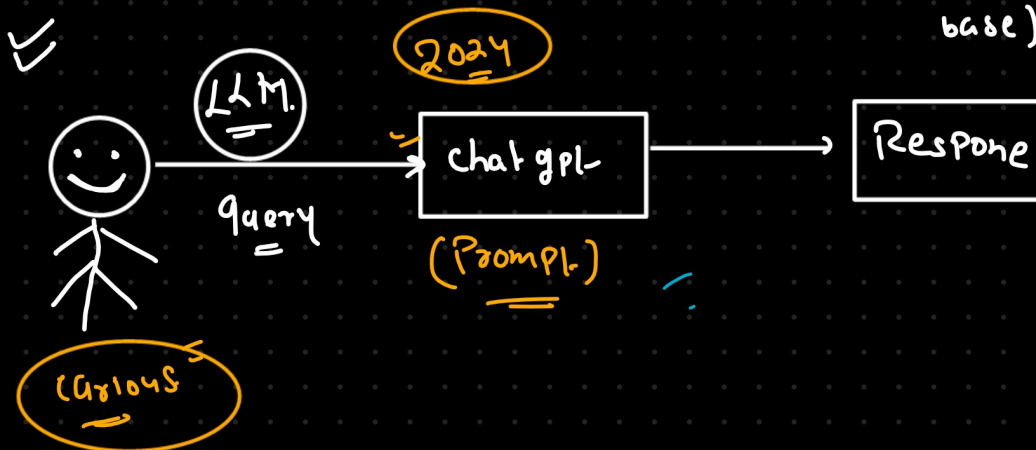 base)
2024
LLM.
chat gpt
Respone
query
(Prompt)
curious